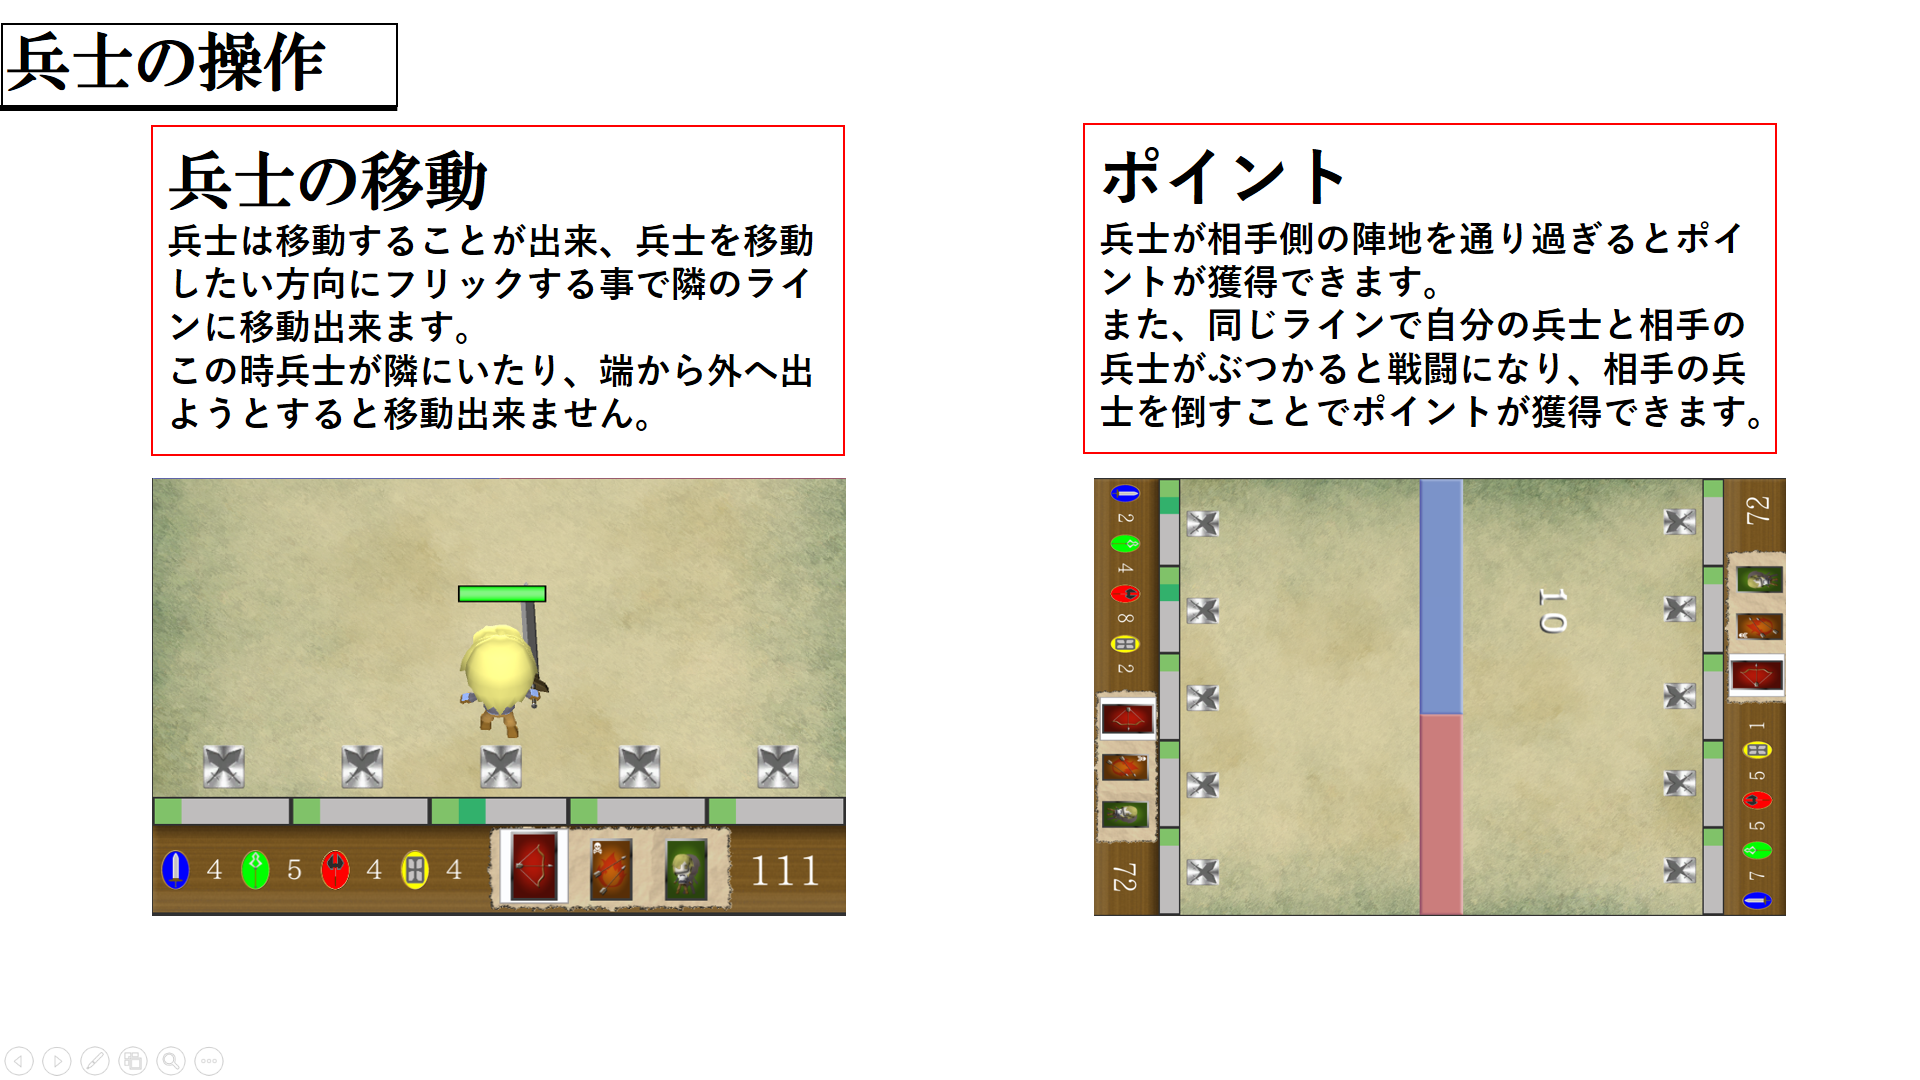 兵士の操作
兵士の移動
兵士は移動することが出来、兵士を移動
したい方向にフリックする事で隣のライ
ンに移動出来ます。
この時兵士が隣にいたり、端から外へ出
ようとすると移動出来ません。
ポイント
兵士が相手側の陣地を通り過ぎるとポイ
ントが獲得できます。
また、同じラインで自分の兵士と相手の
兵士がぶつかると戦闘になり、相手の兵
士を倒すことでポイントが獲得できます。
4 5 4 4 111
2 4 8 2 72
10
72 1 5 5 7